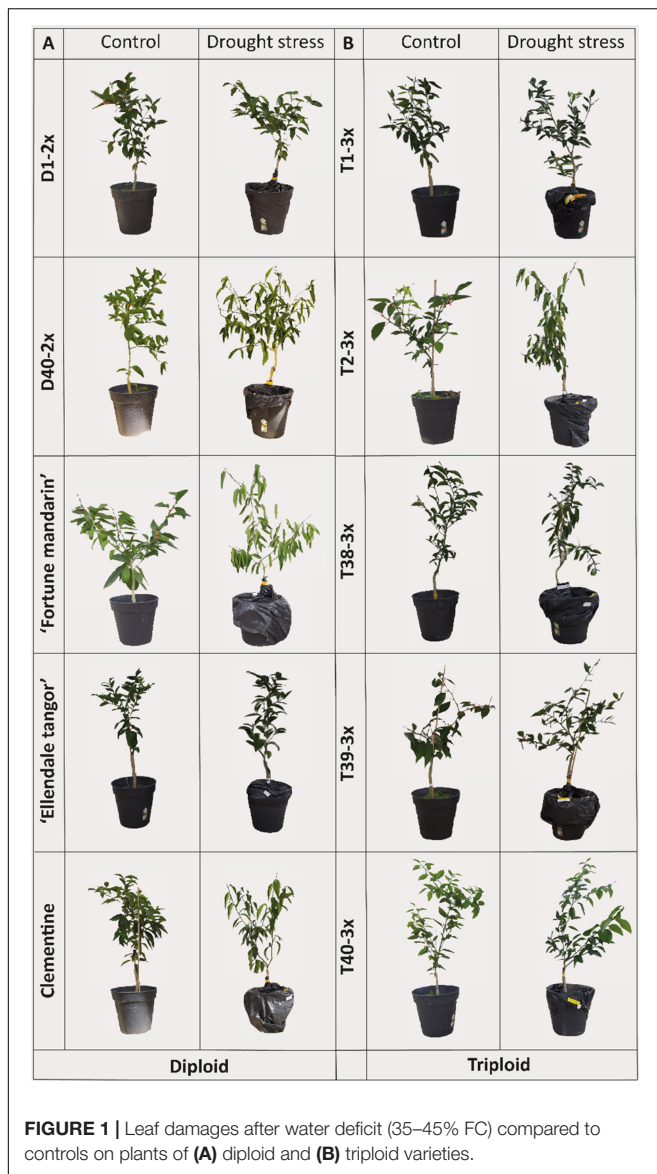 A Control Drought stress B Control Drought stress
D1-2x T1-3x
D40-2x T2-3x
‘Fortune mandarin’ T38-3x
‘Ellendale tangor’ T39-3x
Clementine T40-3x
Diploid Triploid
FIGURE 1 | Leaf damages after water deficit (35–45% FC) compared to
controls on plants of (A) diploid and (B) triploid varieties.